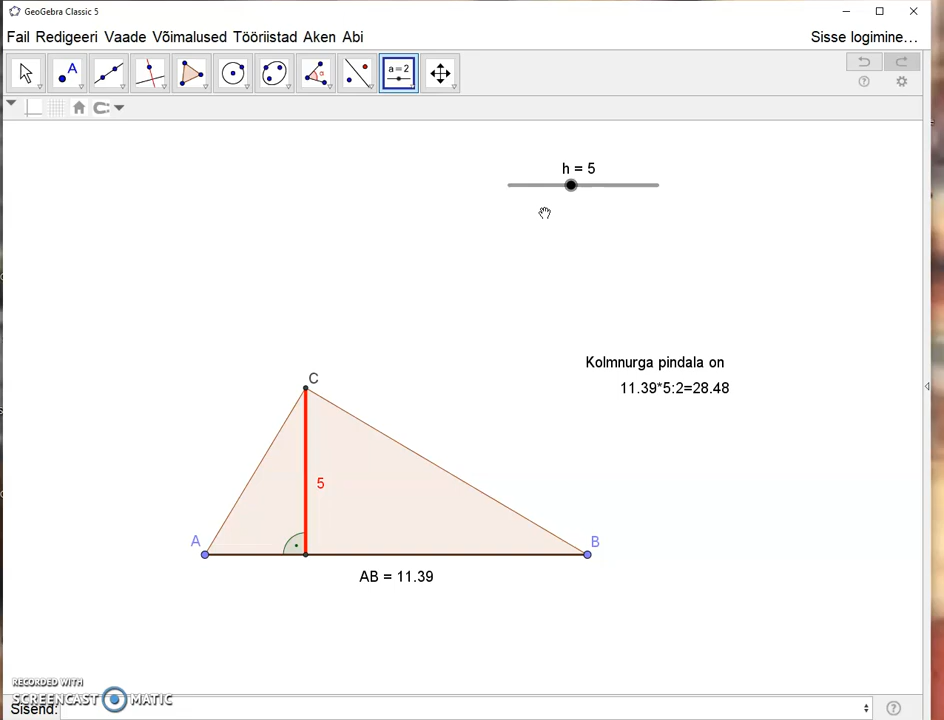 GeoGebra Classic 5
Fail Redigeeri Vaade Võimalused Tööriistad Aken Abi
Sisse logimine...
A
α
a=2
h = 5
Kolmnurga pindala on
11.39*5:2=28.48
C
5
A
B
AB = 11.39
RECORDED WITH
SCREENCAST MATIC
Sisend: